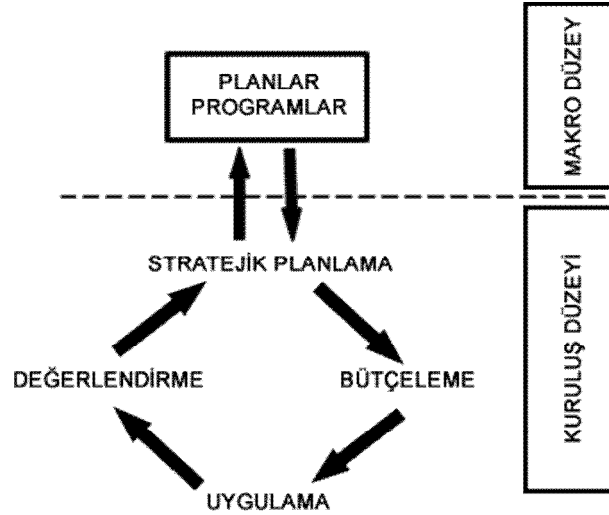 PLANLAR
PROGRAMLAR
MAKRO DÜZEY
STRATEJİK PLANLAMA
DEĞERLENDİRME
BÜTÇELEME
KURULUŞ DÜZEYİ
UYGULAMA